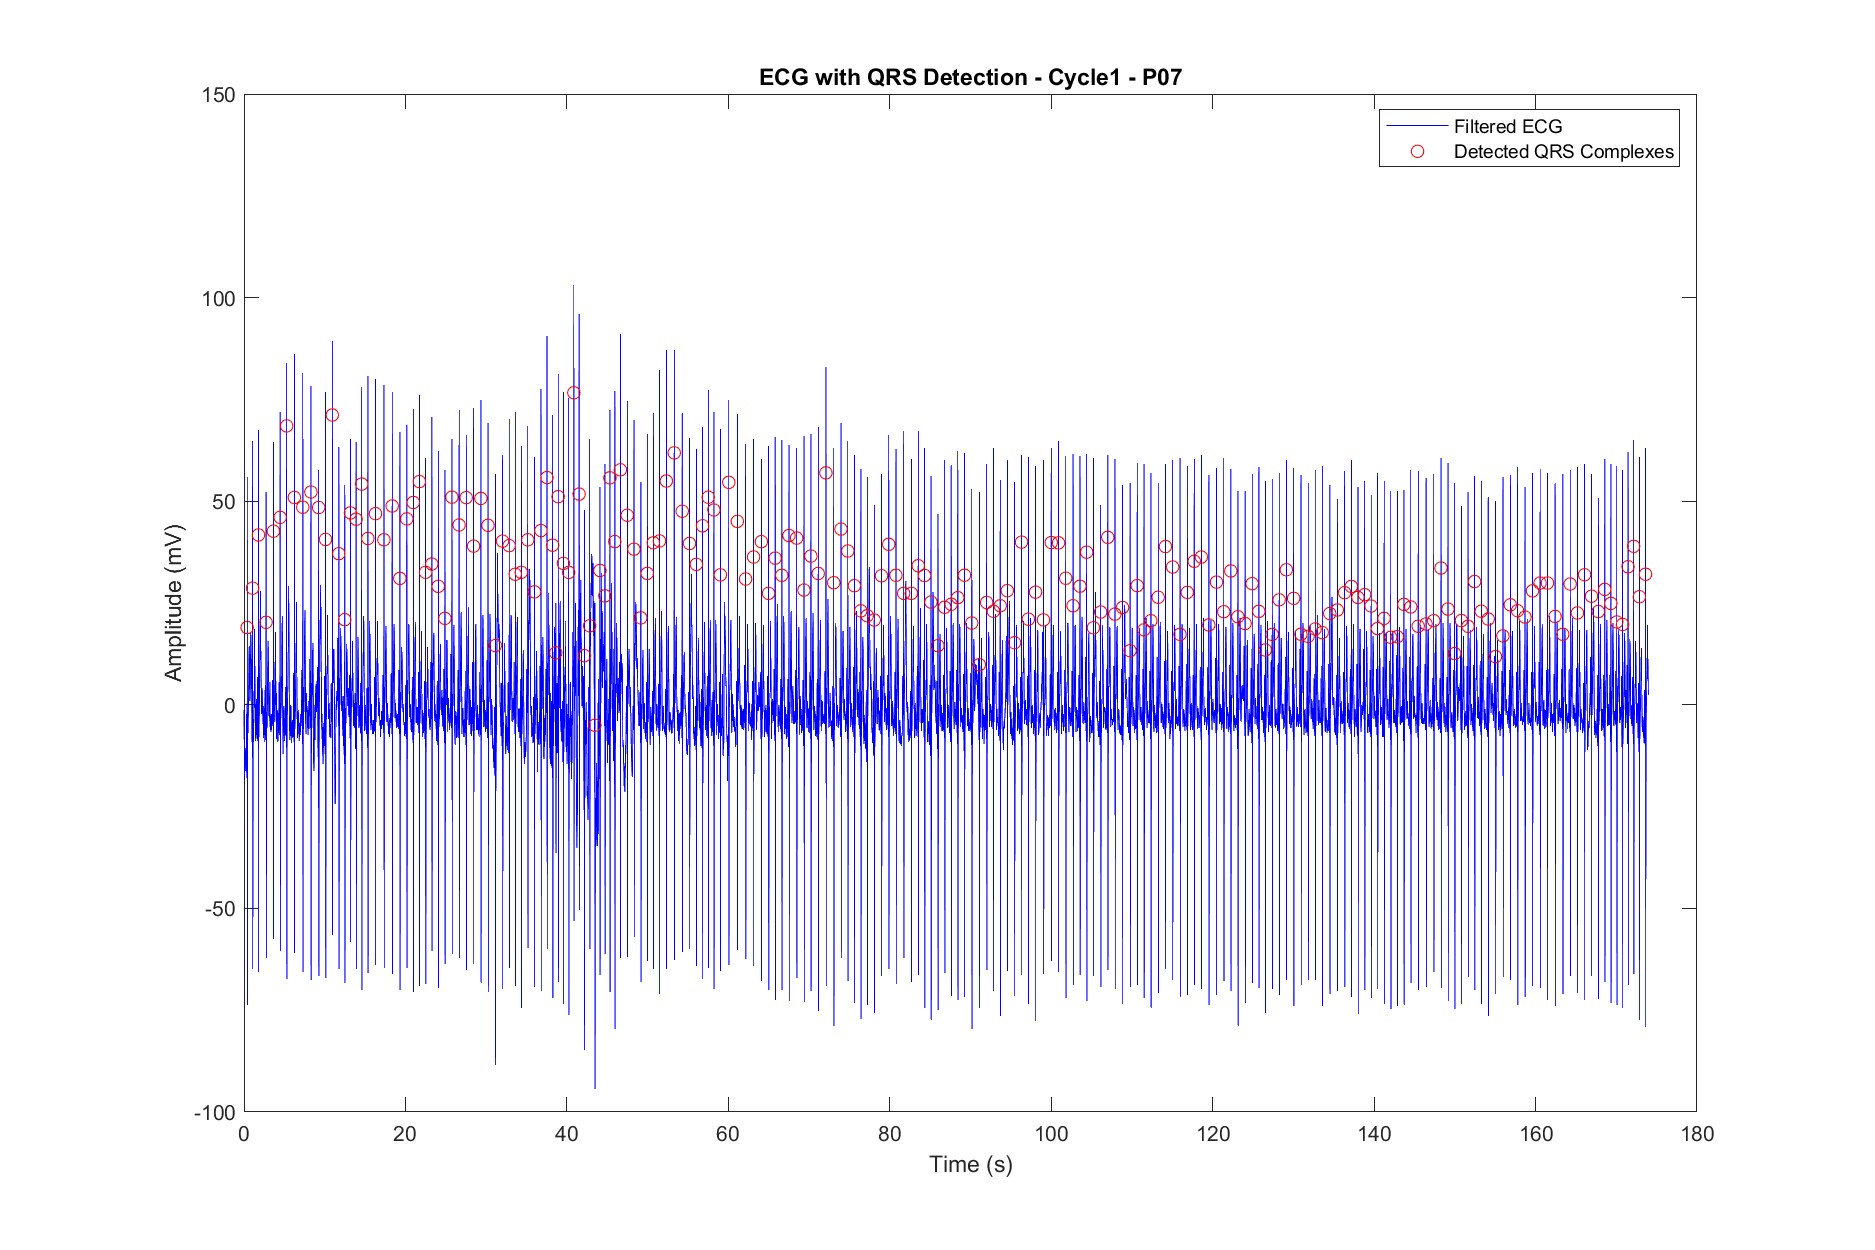 ECG with QRS Detection - Cycle1 - P07
150
Filtered ECG
Detected QRS Complexes
100
50
0
-50
-100
Amplitude (mV)
0 20 40 60 80 100 120 140 160 180
Time (s)